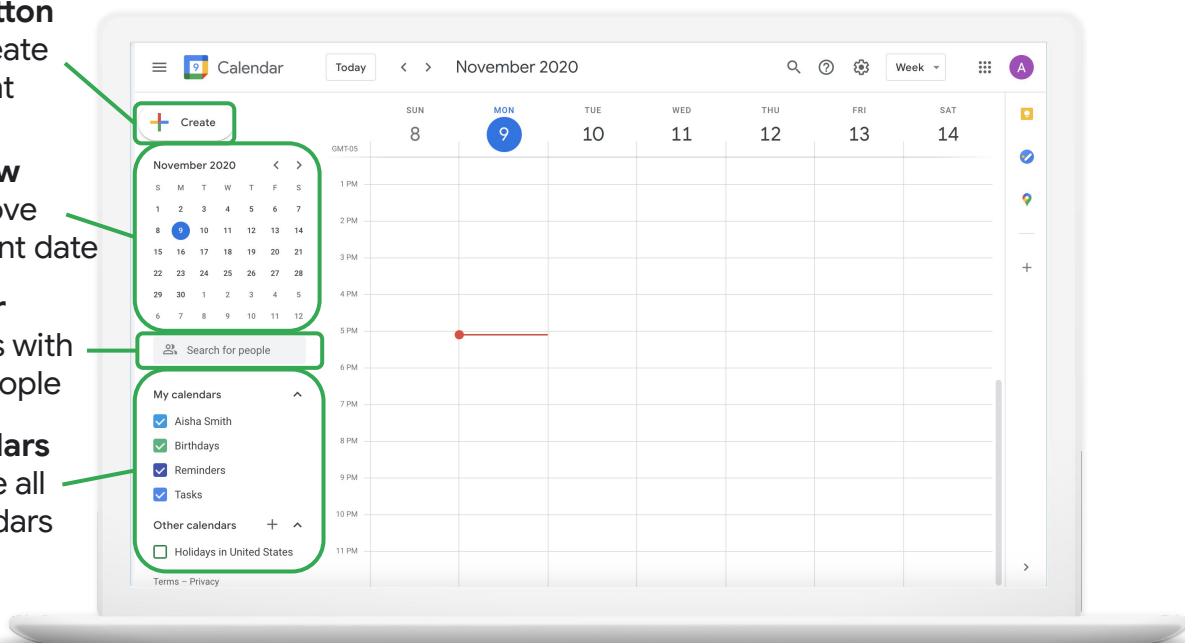 tton
eate
nt
w
ove
nt date
r
s with
ople
lars
e all
dars
9 Calendar Today November 2020 Week A
Create
SUN MON TUE WED THU FRI SAT
8 9 10 11 12 13 14
GMT-05
November 2020
S M T W T F S
1 2 3 4 5 6 7
8 9 10 11 12 13 14
15 16 17 18 19 20 21
22 23 24 25 26 27 28
29 30 1 2 3 4 5
6 7 8 9 10 11 12
Search for people
My calendars
Aisha Smith
Birthdays
Reminders
Tasks
Other calendars
Holidays in United States
Terms – Privacy
1 PM
2 PM
3 PM
4 PM
5 PM
6 PM
7 PM
8 PM
9 PM
10 PM
11 PM